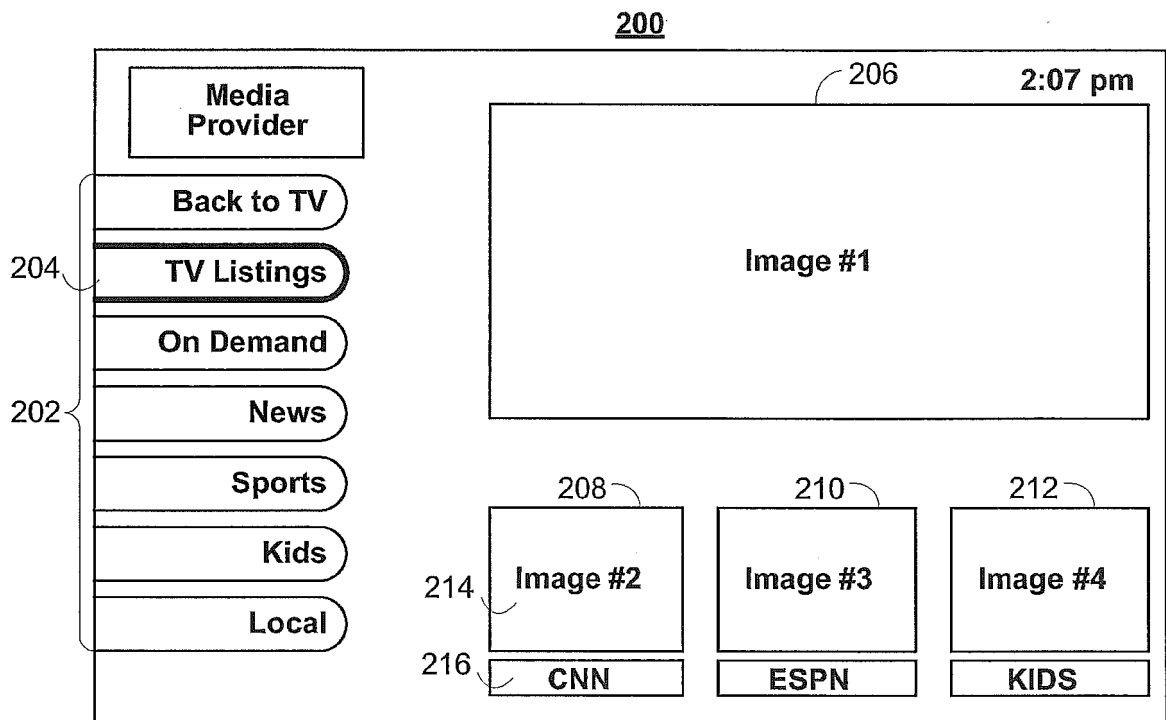 200
206
2:07 pm
Media
Provider
Back to TV
204
TV Listings
Image #1
On Demand
202
News
Sports
208
210
212
Kids
214
Image #2
Image #3
Image #4
Local
216
CNN
ESPN
KIDS